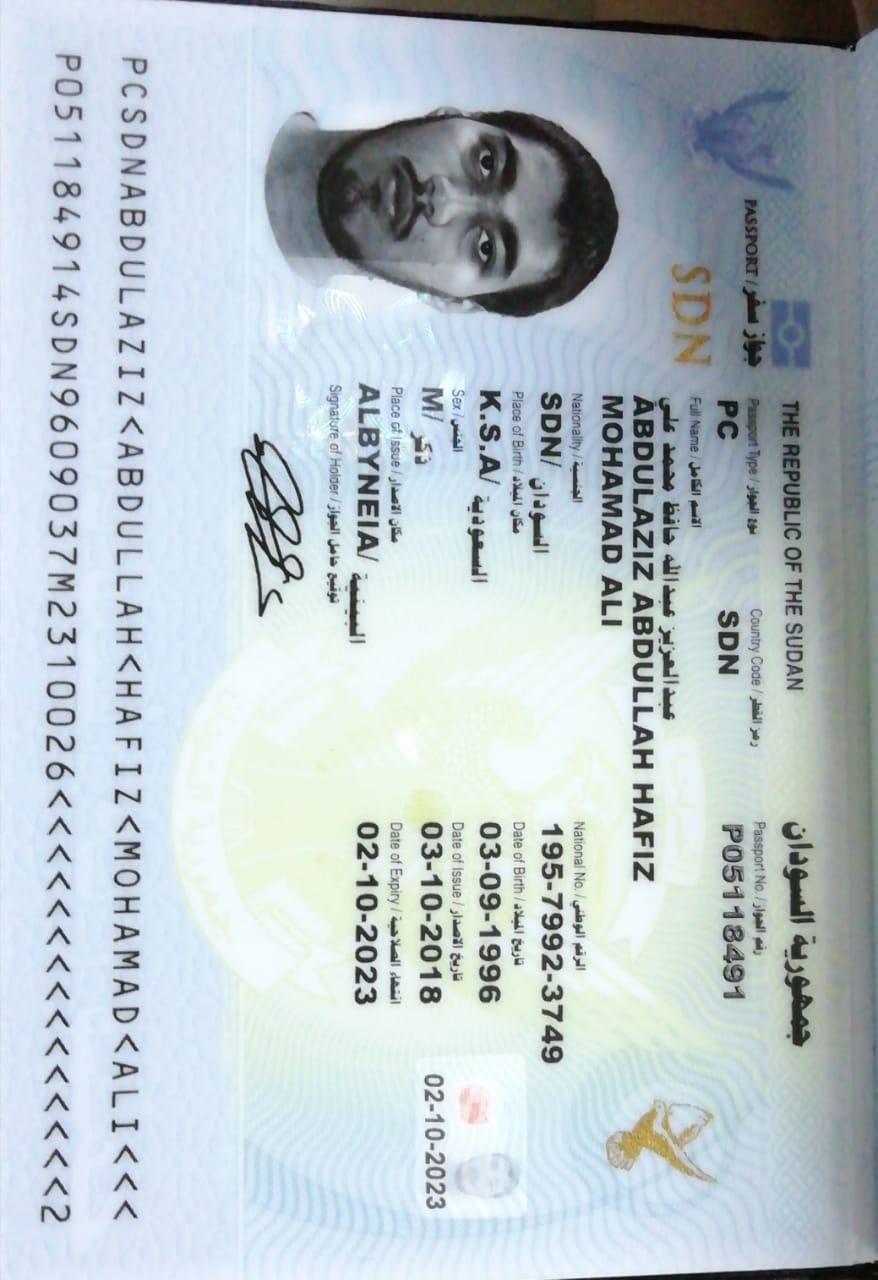 THE REPUBLIC OF THE SUDAN جمهورية السودان
PASSPORT / جواز سفر
SDN
Passport Type / نوع الجواز Country Code / رمز القطر Passport No. / رقم الجواز
PC SDN P05118491
Full Name / الاسم الكامل
عبدالعزيز عبدالله حافظ محمد علي
ABDULAZIZ ABDULLAH HAFIZ
MOHAMAD ALI
Nationality / الجنسية National No. / الرقم الوطني
SDN/ السودان 195-7992-3749
Place of Birth / مكان الميلاد Date of Birth / تاريخ الميلاد
K.S.A/ السعودية 03-09-1996
Sex / الجنس Date of Issue / تاريخ الاصدار
M/ ذكر 03-10-2018
02-10-2023
Place of Issue / مكان الاصدار Date of Expiry / انتهاء الصلاحية
ALBYNEIA/ البينية 02-10-2023
Signature of Holder / توقيع حامل الجواز
جمهورية السودان
PCSDNABDULAZIZ<ABDULLAH<HAFIZ<MOHAMAD<ALI<<<
P051184914SDN9609037M2310026<<<<<<<<<<<<<<<2